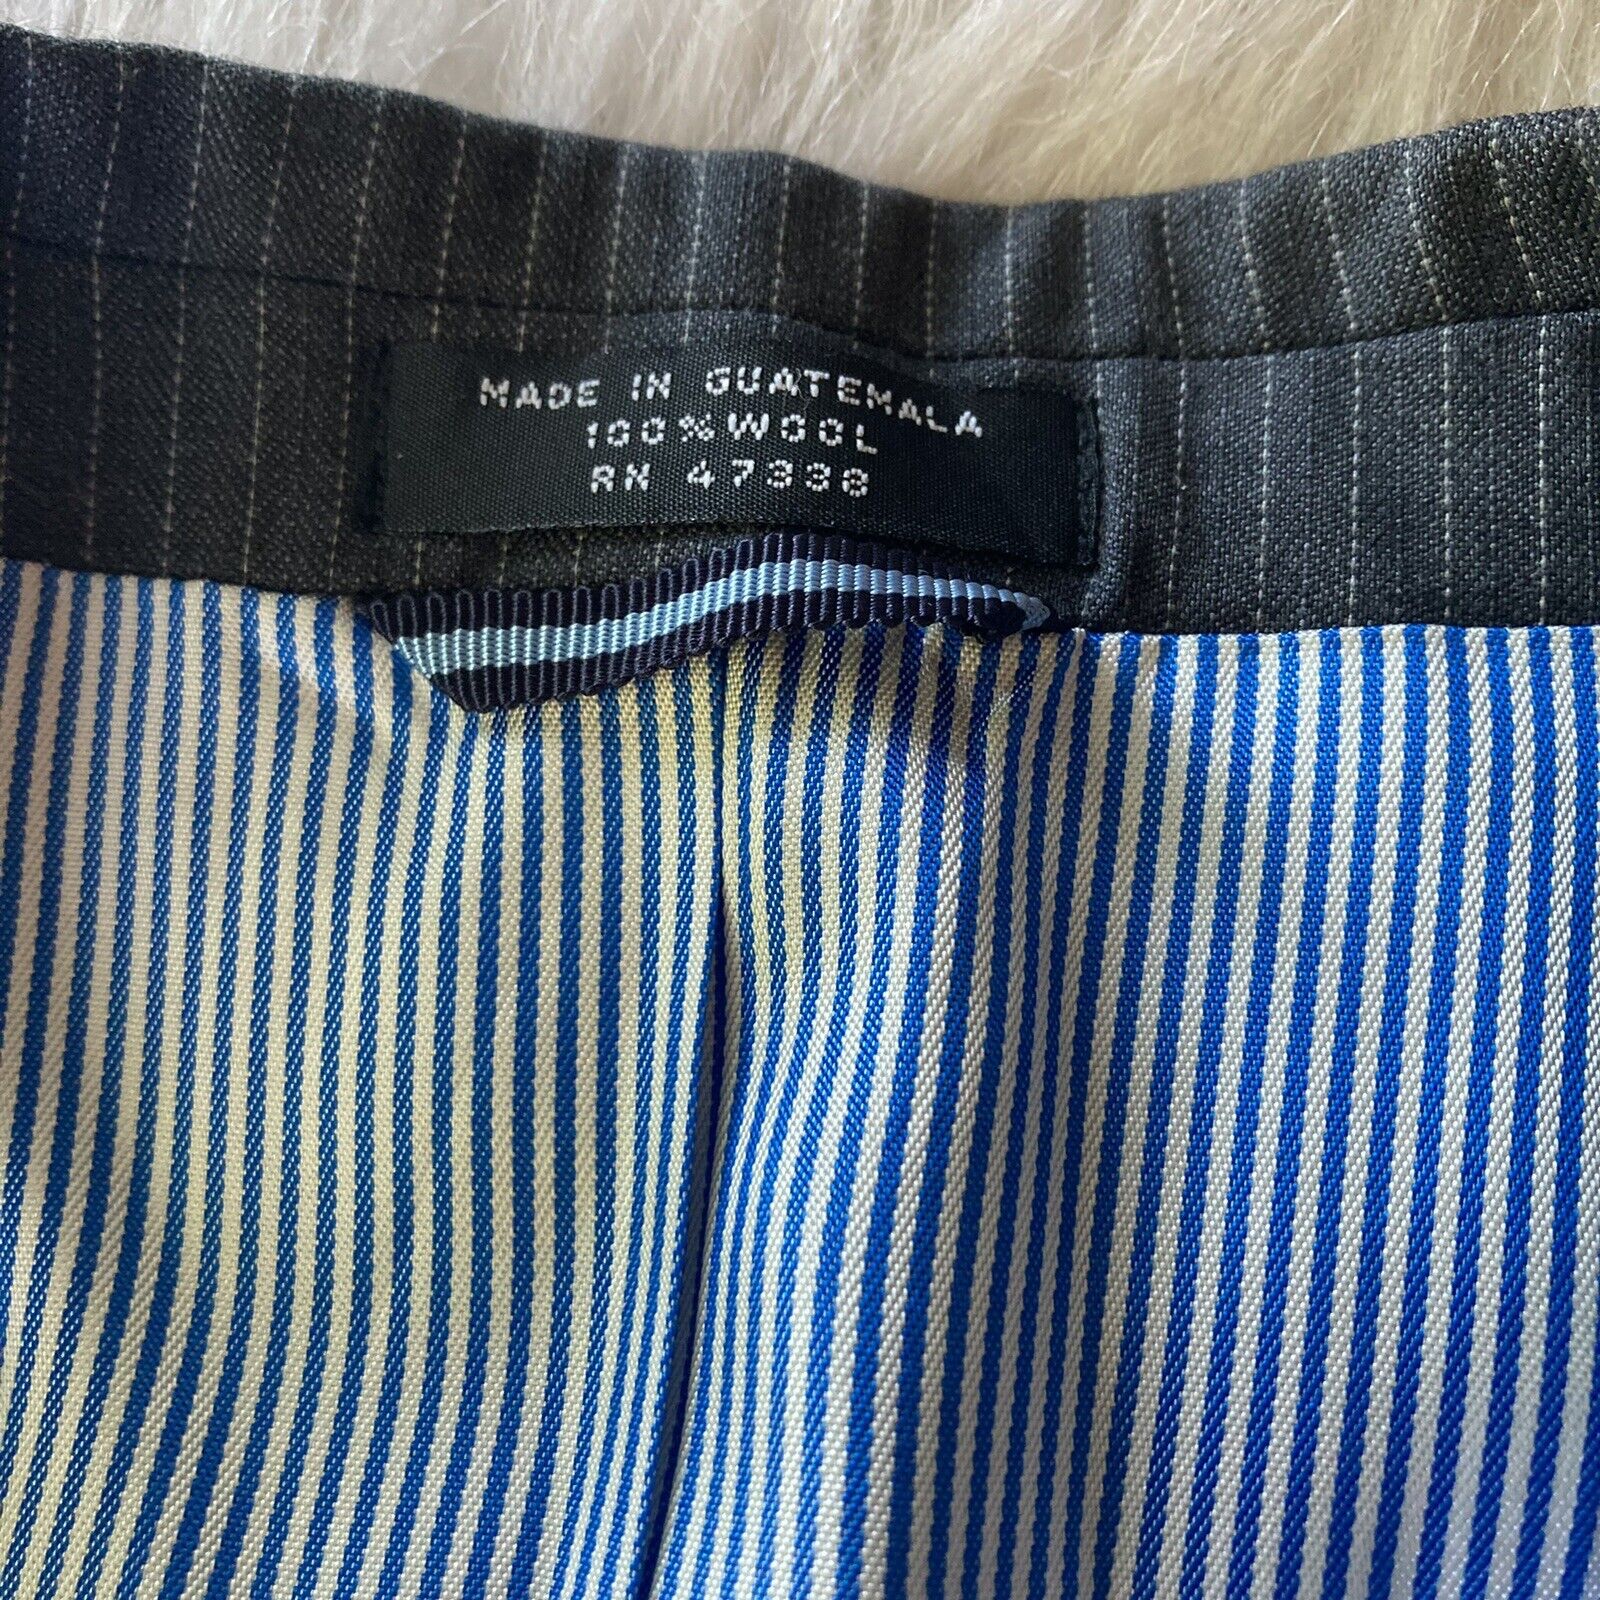 MADE IN GUATEMALA
100% WOOL
RN 47338